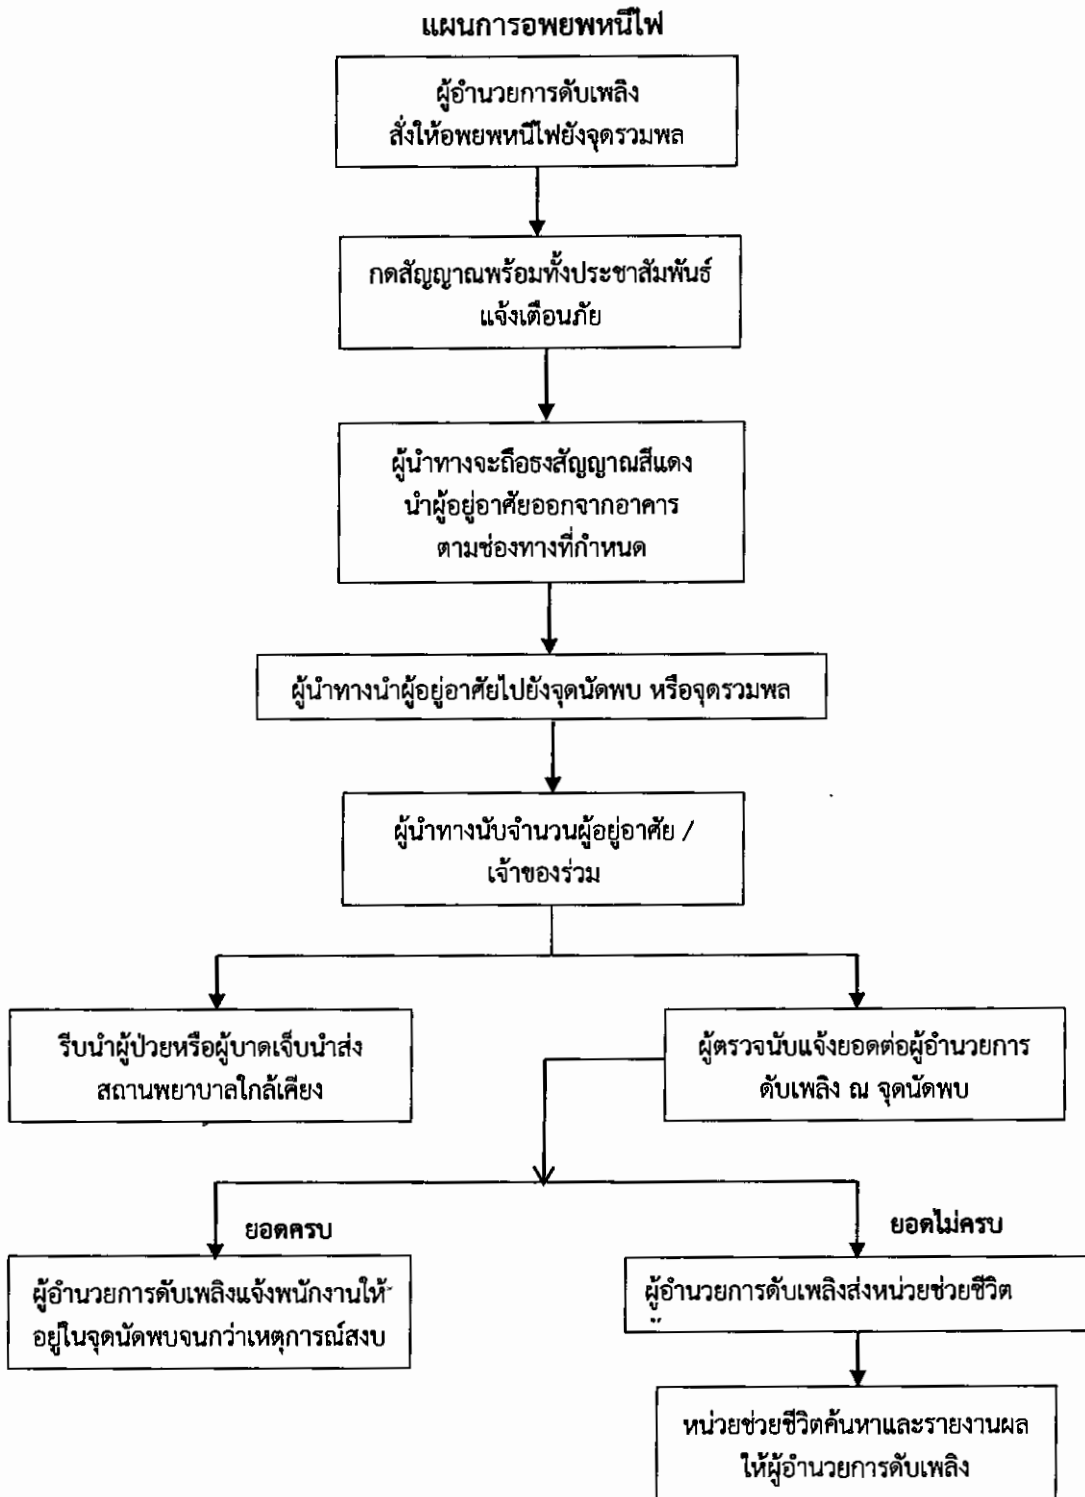 แผนการอพยพหนีไฟ
ผู้อำนวยการดับเพลิง
สั่งให้อพยพหนีไฟยังจุดรวมพล
กดสัญญาณพร้อมทั้งประชาสัมพันธ์
แจ้งเตือนภัย
ผู้นำทางจะถือธงสัญญาณสีแดง
นำผู้อยู่อาศัยออกจากอาคาร
ตามช่องทางที่กำหนด
ผู้นำทางนำผู้อยู่อาศัยไปยังจุดนัดพบ หรือจุดรวมพล
ผู้นำทางนับจำนวนผู้อยู่อาศัย /
เจ้าของร่วม
รีบนำผู้ป่วยหรือผู้บาดเจ็บนำส่ง
สถานพยาบาลใกล้เคียง
ผู้ตรวจนับแจ้งยอดต่อผู้อำนวยการ
ดับเพลิง ณ จุดนัดพบ
ยอดครบ
ยอดไม่ครบ
ผู้อำนวยการดับเพลิงแจ้งพนักงานให้
อยู่ในจุดนัดพบจนกว่าเหตุการณ์สงบ
ผู้อำนวยการดับเพลิงส่งหน่วยช่วยชีวิต
หน่วยช่วยชีวิตค้นหาและรายงานผล
ให้ผู้อำนวยการดับเพลิง